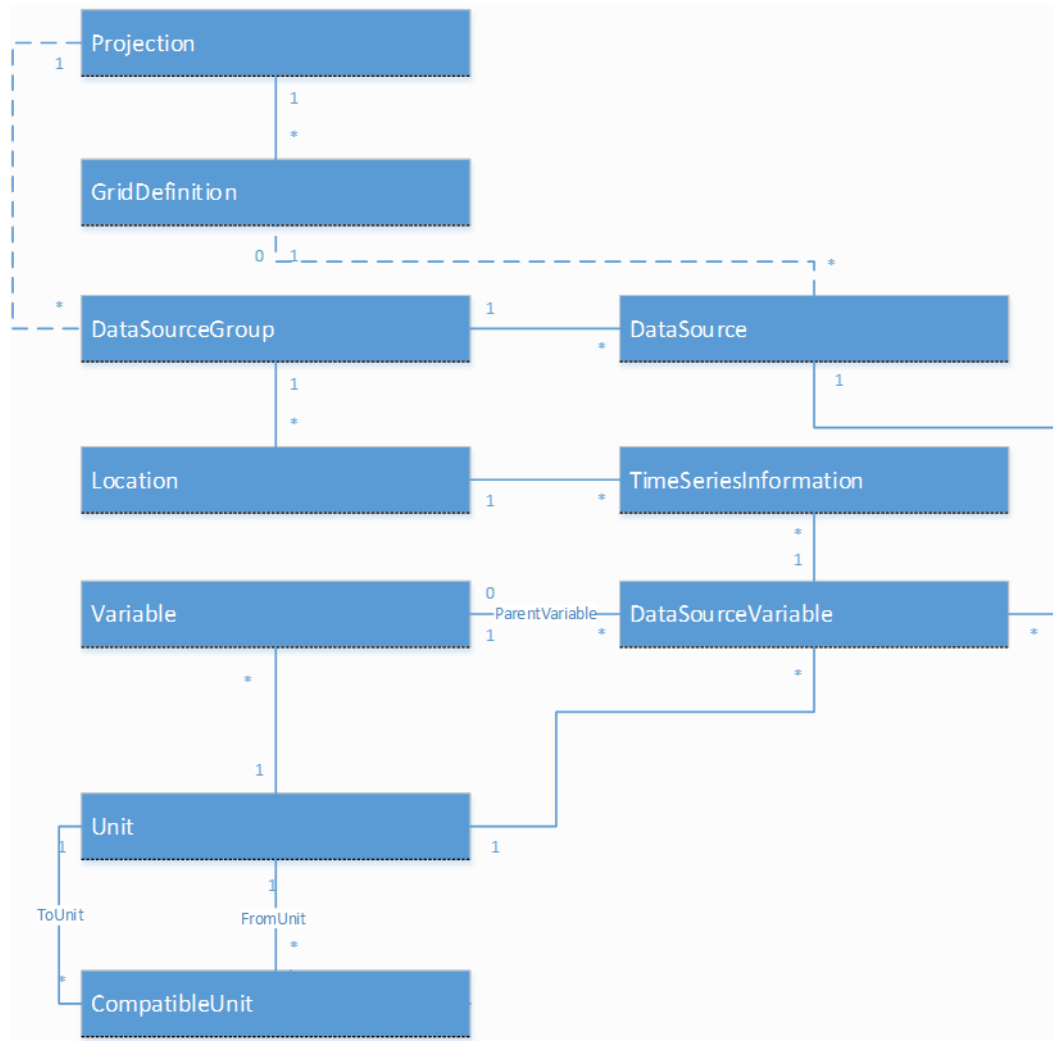 Projection
1
1
*
GridDefinition
0
1
*
*
DataSourceGroup
1
*
DataSource
1
1
*
Location
1
*
TimeSeriesInformation
*
1
Variable
0
ParentVariable
1
*
DataSourceVariable
*
*
*
1
Unit
1
1
1
ToUnit
FromUnit
*
*
CompatibleUnit